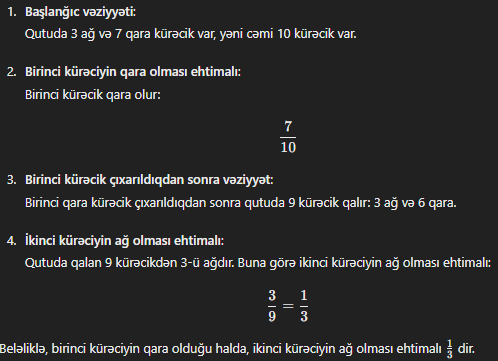 1. Başlanğıc vəziyyəti:
Qutuda 3 ağ və 7 qara kürəcik var, yəni cəmi 10 kürəcik var.
2. Birinci kürəciyin qara olması ehtimalı:
Birinci kürəcik qara olur:
7/10
3. Birinci kürəcik çıxarıldıqdan sonra vəziyyət:
Birinci qara kürəcik çıxarıldıqdan sonra qutuda 9 kürəcik qalır: 3 ağ və 6 qara.
4. İkinci kürəciyin ağ olması ehtimalı:
Qutuda qalan 9 kürəcikdən 3-ü ağdır. Buna görə ikinci kürəciyin ağ olması ehtimalı:
3/9 = 1/3
Beləliklə, birinci kürəciyin qara olduğu halda, ikinci kürəciyin ağ olması ehtimalı 1/3 dir.